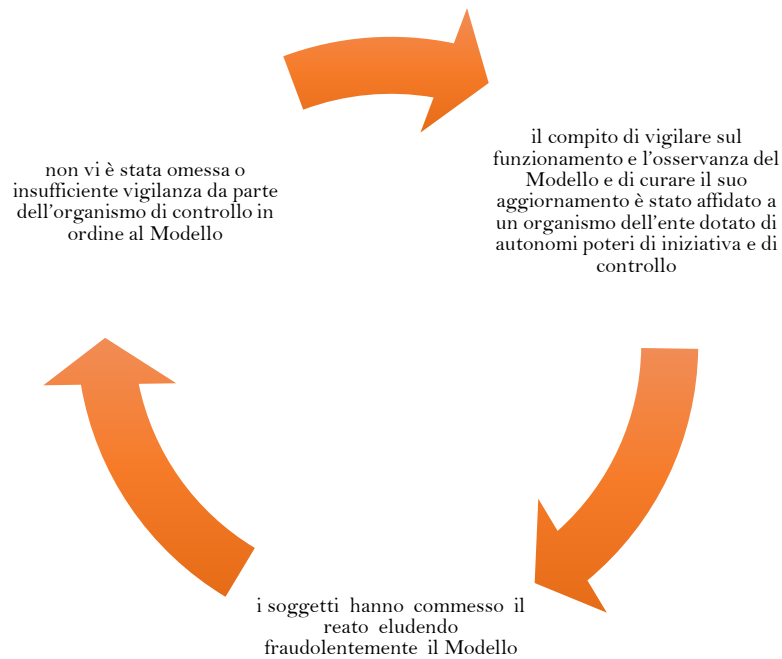 non vi è stata omessa o
insufficiente vigilanza da parte
dell'organismo di controllo in
ordine al Modello
il compito di vigilare sul
funzionamento e l'osservanza del
Modello e di curare il suo
aggiornamento è stato affidato a
un organismo dell'ente dotato di
autonomi poteri di iniziativa e di
controllo
i soggetti hanno commesso il
reato eludendo
fraudolentemente il Modello